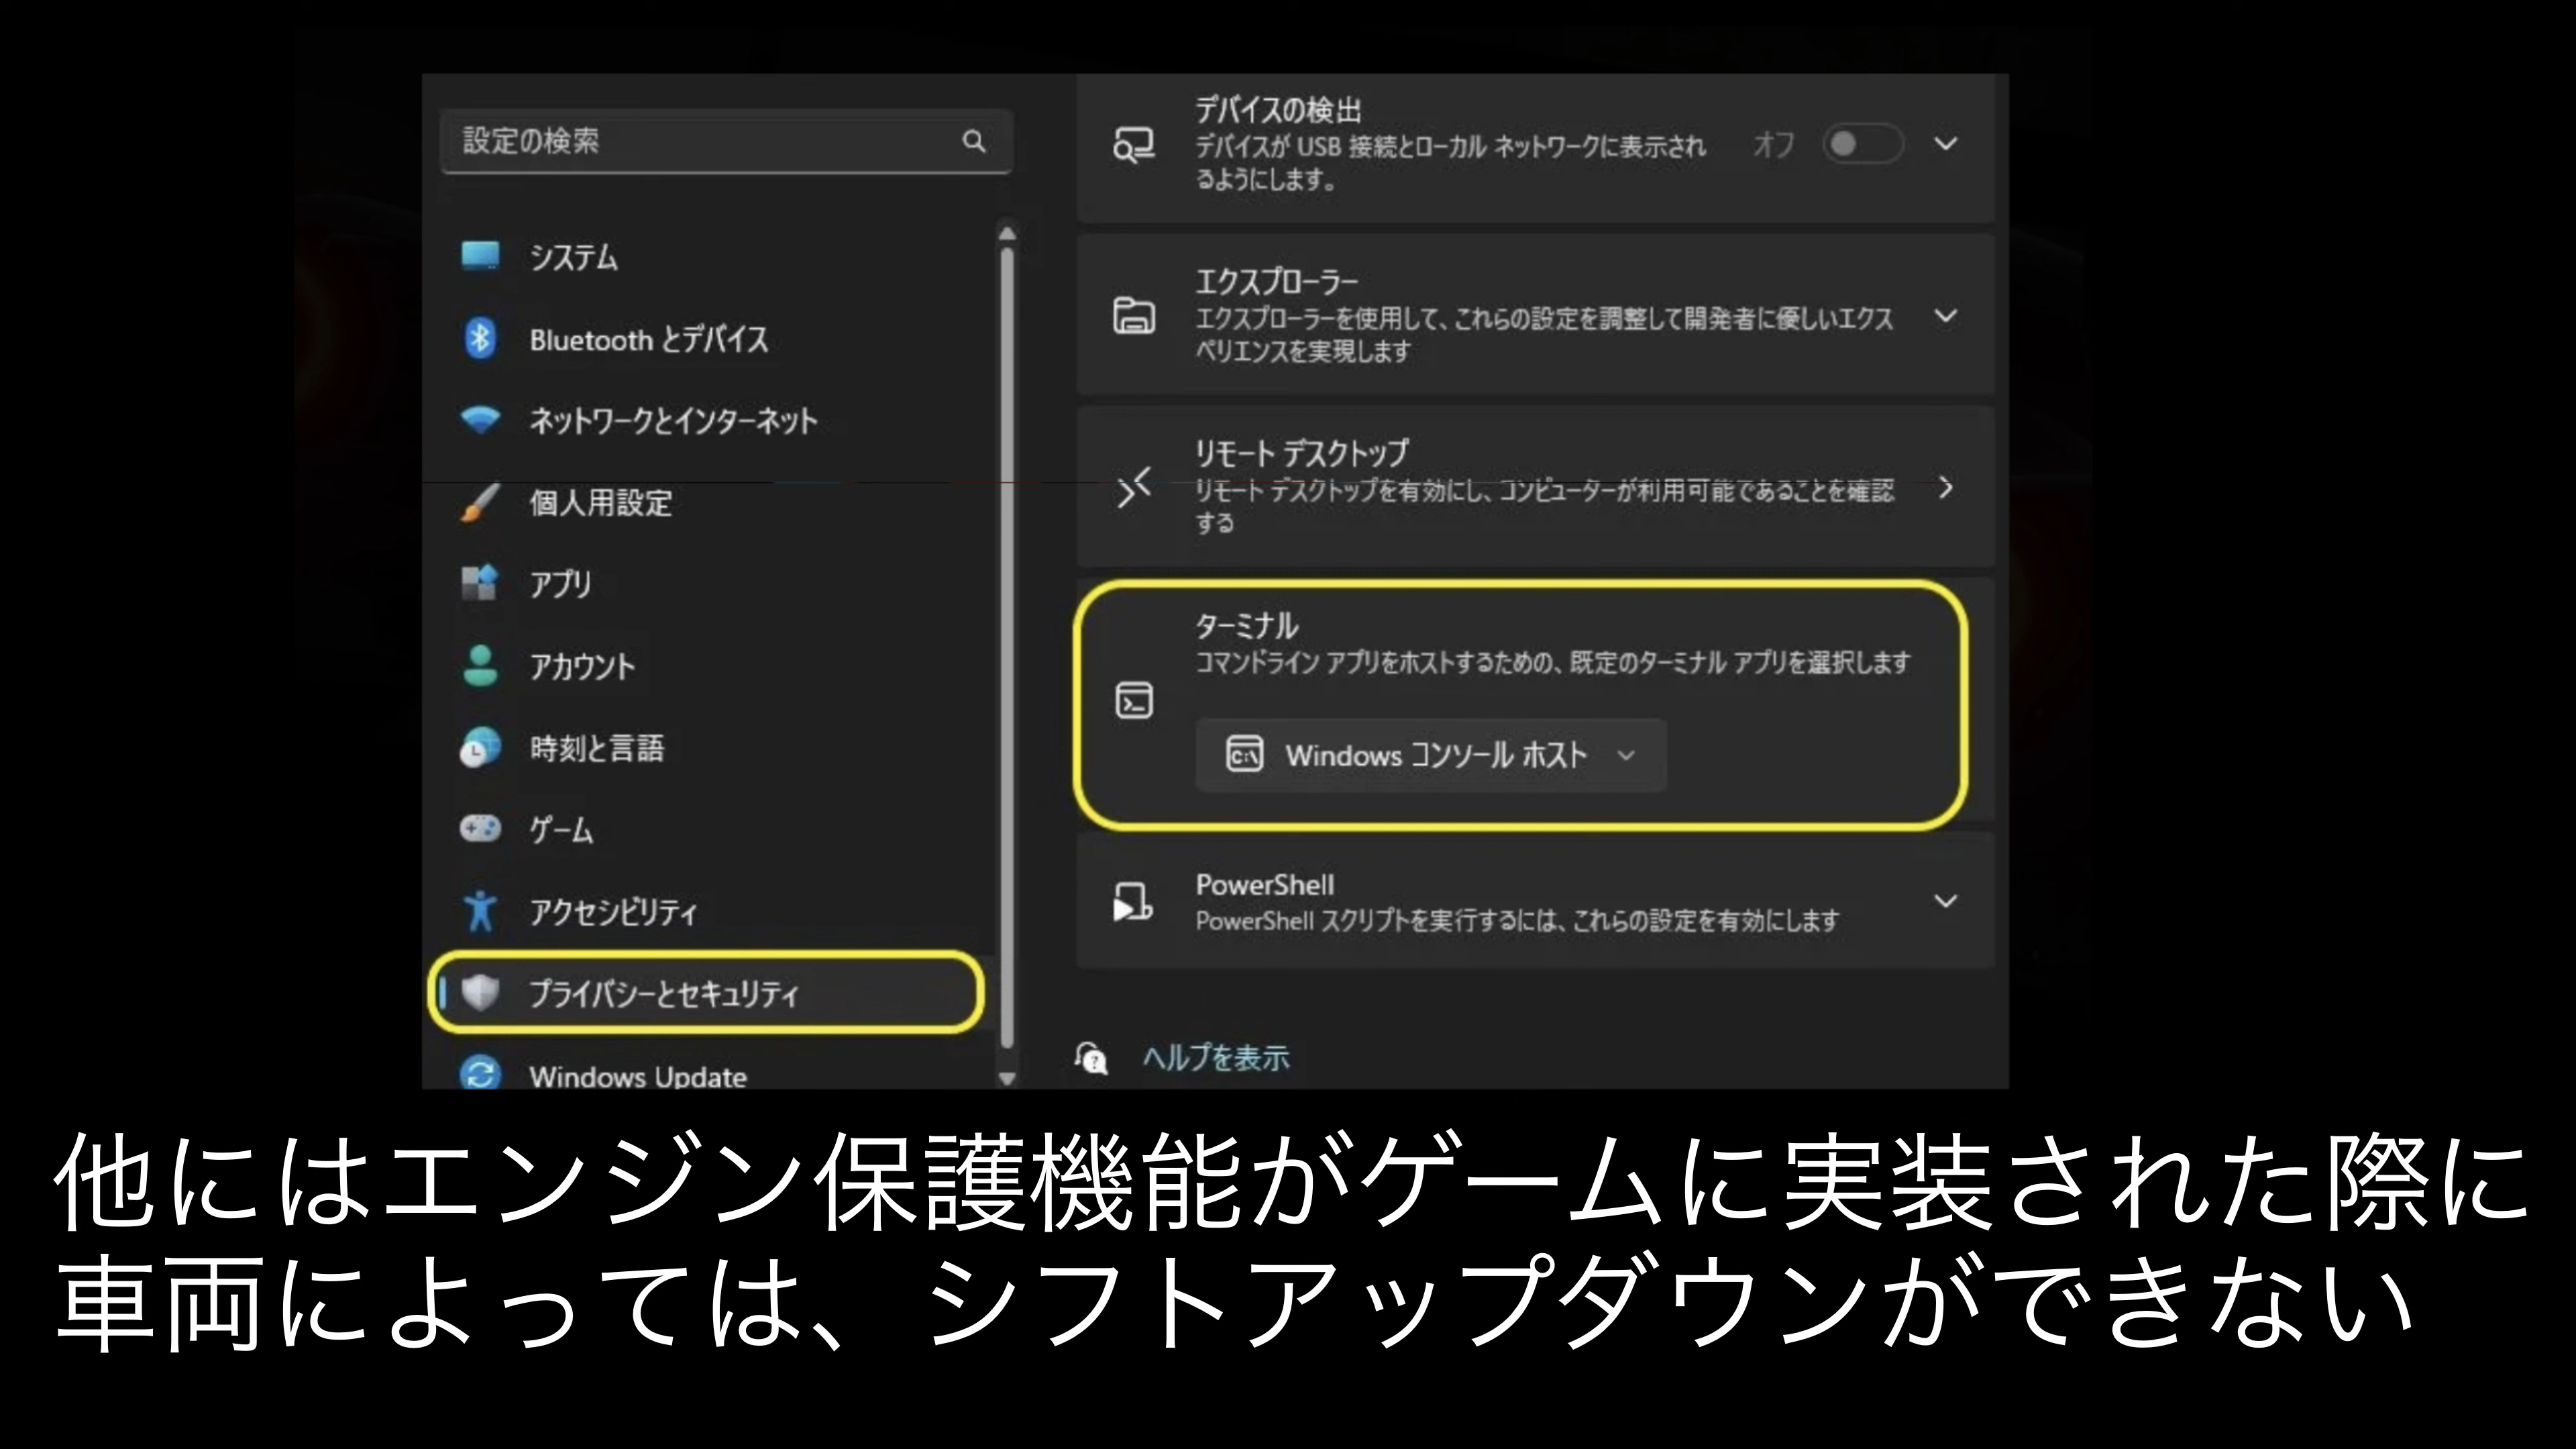 設定の検索
システム
Bluetooth とデバイス
ネットワークとインターネット
個人用設定
アプリ
アカウント
時刻と言語
ゲーム
アクセシビリティ
プライバシーとセキュリティ
Windows Update
デバイスの検出
デバイスが USB 接続とローカル ネットワークに表示され
るようにします。
オフ
エクスプローラー
エクスプローラーを使用して、これらの設定を調整して開発者に優しいエクス
ペリエンスを実現します
リモート デスクトップ
リモート デスクトップを有効にし、コンピューターが利用可能であることを確認
する
ターミナル
コマンドライン アプリをホストするための、既定のターミナル アプリを選択します
C:\ Windows コンソール ホスト
PowerShell
PowerShell スクリプトを実行するには、これらの設定を有効にします
ヘルプを表示
他にはエンジン保護機能がゲームに実装された際に
車両によっては、シフトアップダウンができない